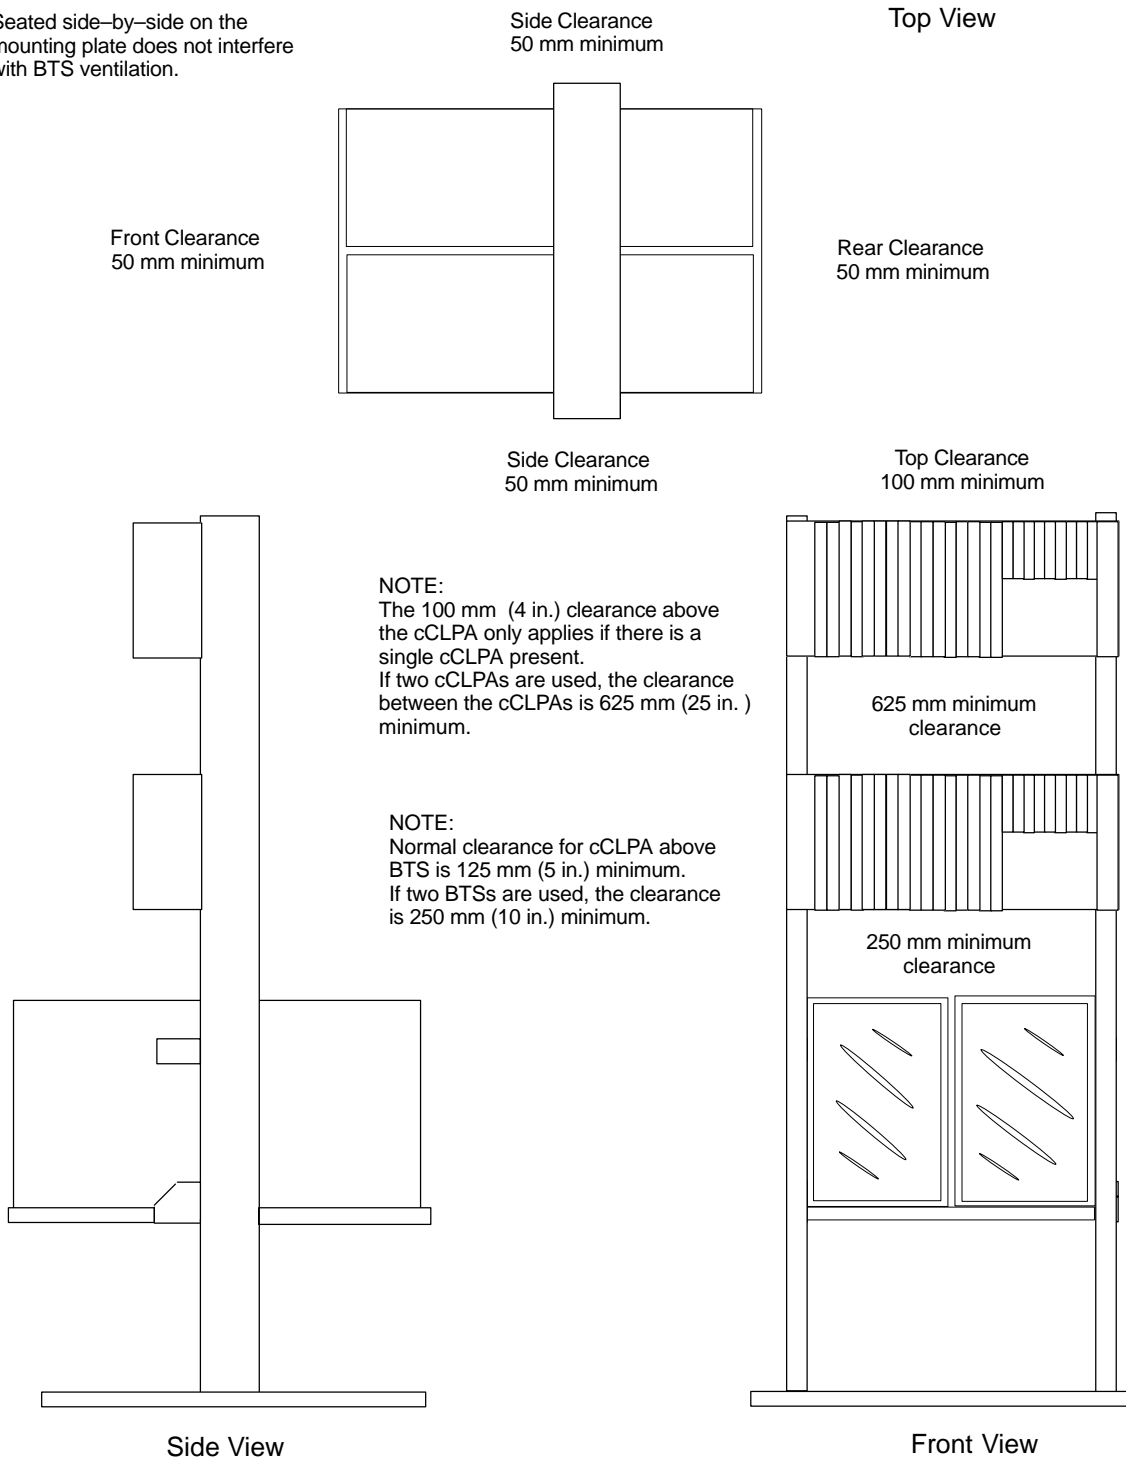 Seated side–by–side on the
mounting plate does not interfere
with BTS ventilation.
Side Clearance
50 mm minimum
Top View
Front Clearance
50 mm minimum
Rear Clearance
50 mm minimum
Side Clearance
50 mm minimum
Top Clearance
100 mm minimum
NOTE:
The 100 mm (4 in.) clearance above
the cCLPA only applies if there is a
single cCLPA present.
If two cCLPAs are used, the clearance
between the cCLPAs is 625 mm (25 in. )
minimum.
625 mm minimum
clearance
NOTE:
Normal clearance for cCLPA above
BTS is 125 mm (5 in.) minimum.
If two BTSs are used, the clearance
is 250 mm (10 in.) minimum.
250 mm minimum
clearance
Side View
Front View